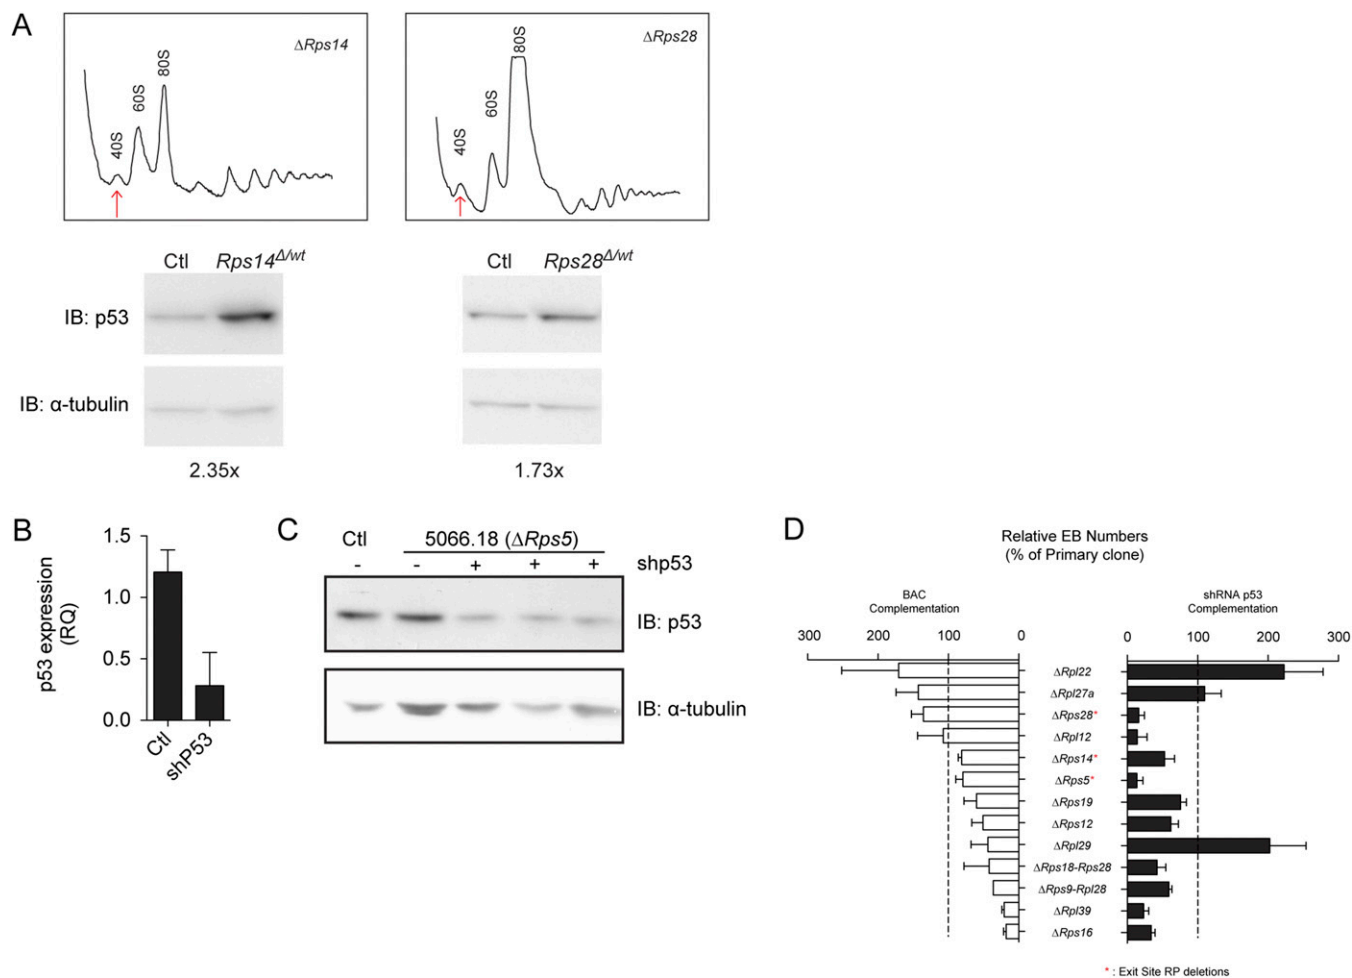 A
ΔRps14
40S
60S
80S
ΔRps28
40S
60S
80S
Ctl Rps14Δ/wt
Ctl Rps28Δ/wt
IB: p53
IB: α-tubulin
2.35x
1.73x
B
p53 expression
(RQ)
1.5
1.0
0.5
0.0
Ctl
shP53
C
Ctl
5066.18 (ΔRps5)
- - + + + shp53
IB: p53
IB: α-tubulin
D
Relative EB Numbers
(% of Primary clone)
BAC
Complementation
shRNA p53
Complementation
300 200 100 0
0 100 200 300
ΔRpl22
ΔRpl27a
ΔRps28*
ΔRpl12
ΔRps14*
ΔRps5*
ΔRps19
ΔRps12
ΔRpl29
ΔRps18-Rps28
ΔRps9-Rpl28
ΔRpl39
ΔRps16
* : Exit Site RP deletions